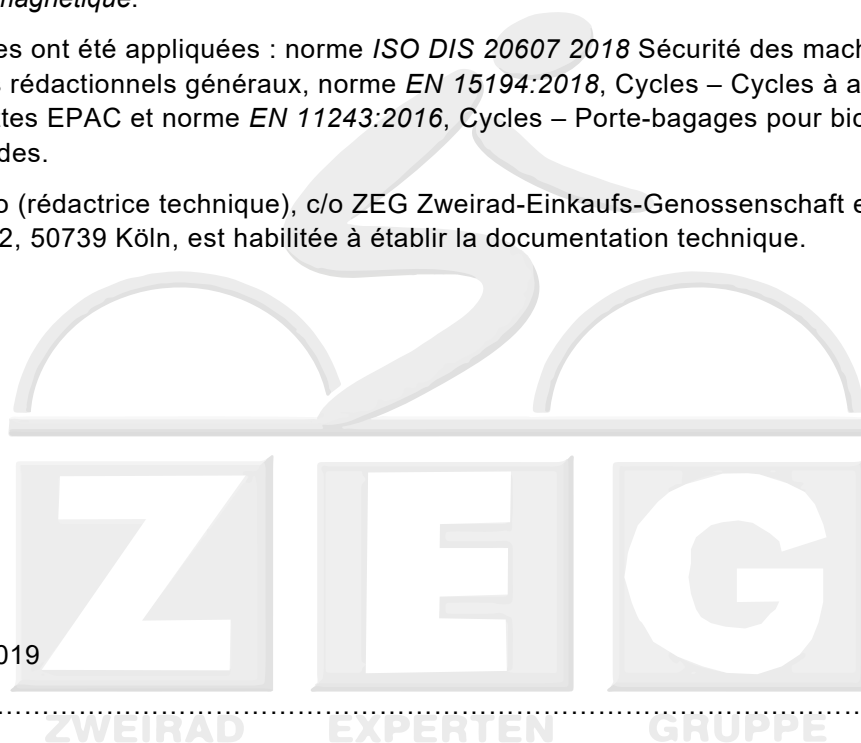 magnétique.
es ont été appliquées : norme ISO DIS 20607 2018 Sécurité des mach
rédactionnels généraux, norme EN 15194:2018, Cycles – Cycles à a
tes EPAC et norme EN 11243:2016, Cycles – Porte-bagages pour bic
des.
o (rédactrice technique), c/o ZEG Zweirad-Einkaufs-Genossenschaft e
2, 50739 Köln, est habilitée à établir la documentation technique.
ZEG
019
ZWEIRAD EXPERTEN GRUPPE